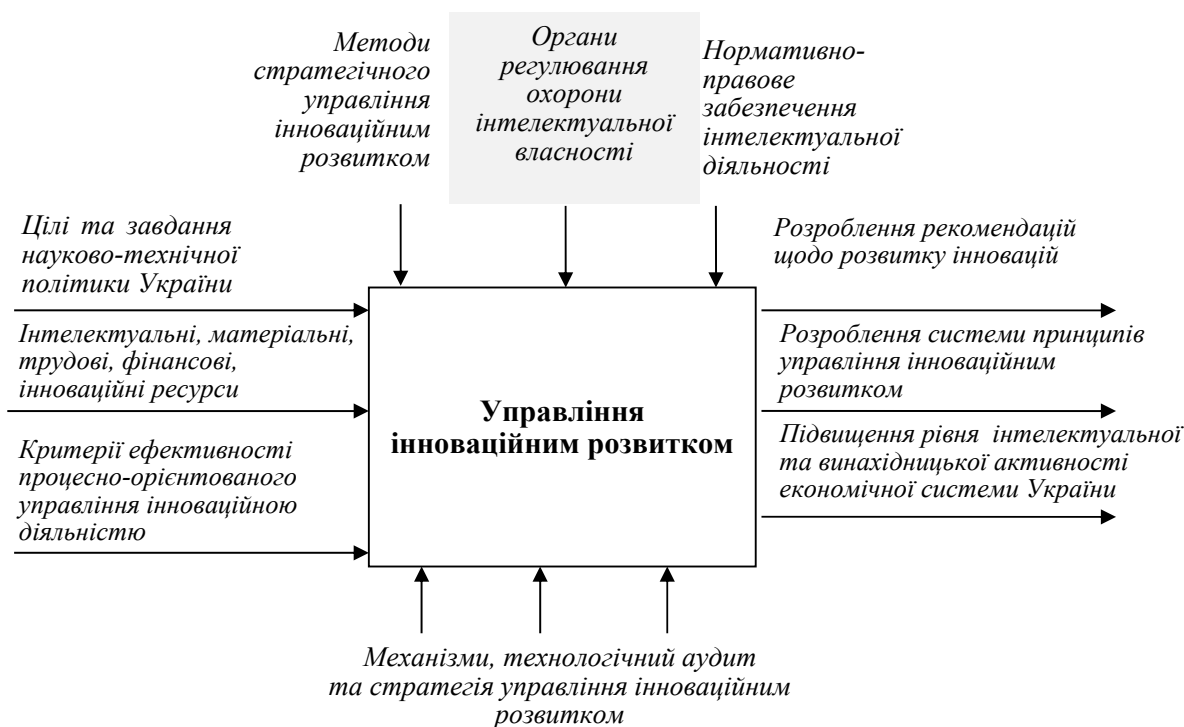 Методи
стратегічного
управління
інноваційним
розвитком
Органи
регулювання
охорони
інтелектуальної
власності
Нормативно-
правове
забезпечення
інтелектуальної
діяльності
Цілі та завдання
науково-технічної
політики України
Інтелектуальні, матеріальні,
трудові, фінансові,
інноваційні ресурси
Критерії ефективності
процесно-орієнтованого
управління інноваційною
діяльністю
Управління
інноваційним розвитком
Розроблення рекомендацій
щодо розвитку інновацій
Розроблення системи принципів
управління інноваційним
розвитком
Підвищення рівня інтелектуальної
та винахідницької активності
економічної системи України
Механізми, технологічний аудит
та стратегія управління інноваційним
розвитком